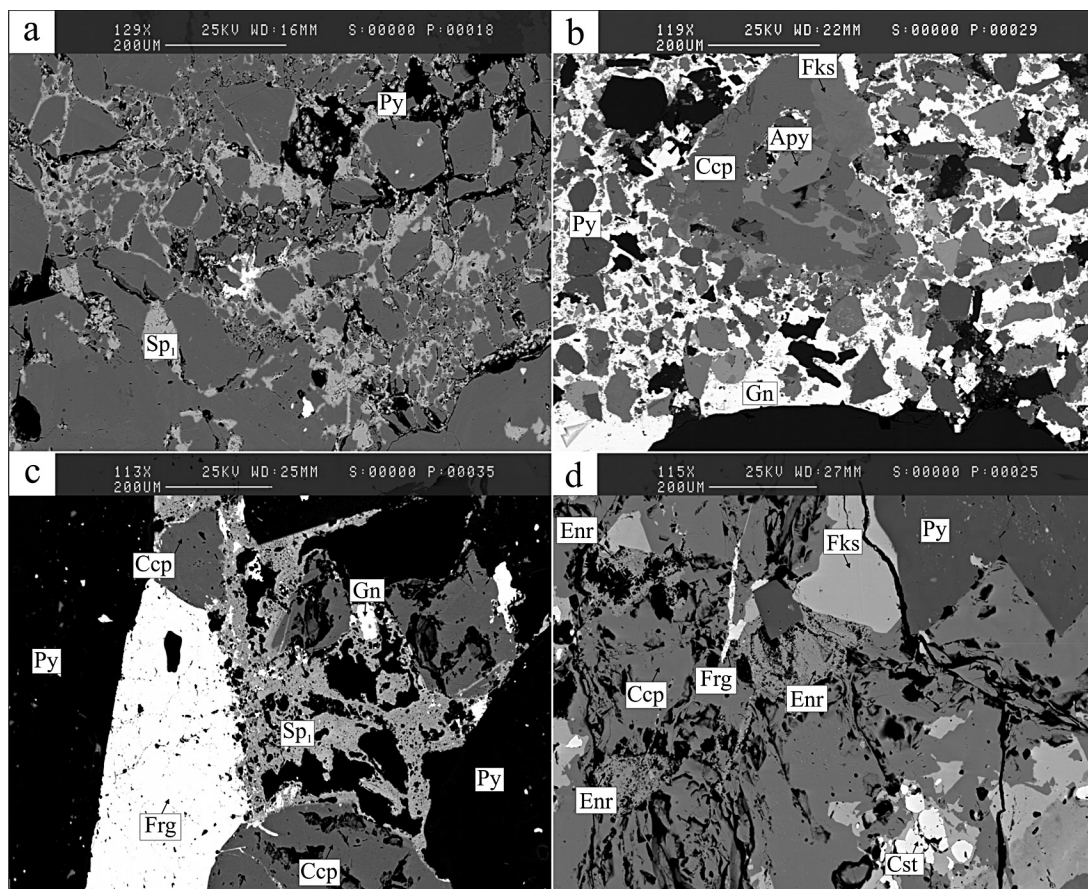 a
129X 25KV WD:16MM S:00000 P:00018
200UM
Py
Sp1
b
119X 25KV WD:22MM S:00000 P:00029
200UM
Fks
Apy
Ccp
Py
Gn
c
113X 25KV WD:25MM S:00000 P:00035
200UM
Ccp
Gn
Py
Sp1
Py
Frg
Ccp
d
115X 25KV WD:27MM S:00000 P:00025
200UM
Enr
Fks
Py
Ccp
Frg
Enr
Enr
Cst